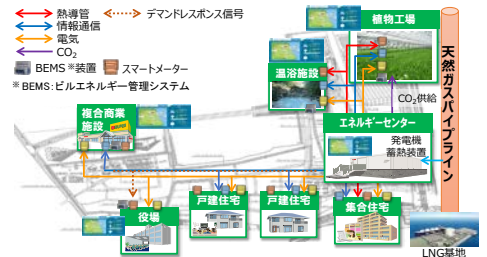 熱導管
情報通信
電気
CO2
デマンドレスポンス信号
BEMS※装置
スマートメーター
※BEMS：ビルエネルギー管理システム
植物工場
温浴施設
天然ガスパイプライン
CO2供給
複合商業
施設
エネルギーセンター
発電機
蓄熱装置
戸建住宅
戸建住宅
集合住宅
役場
LNG基地